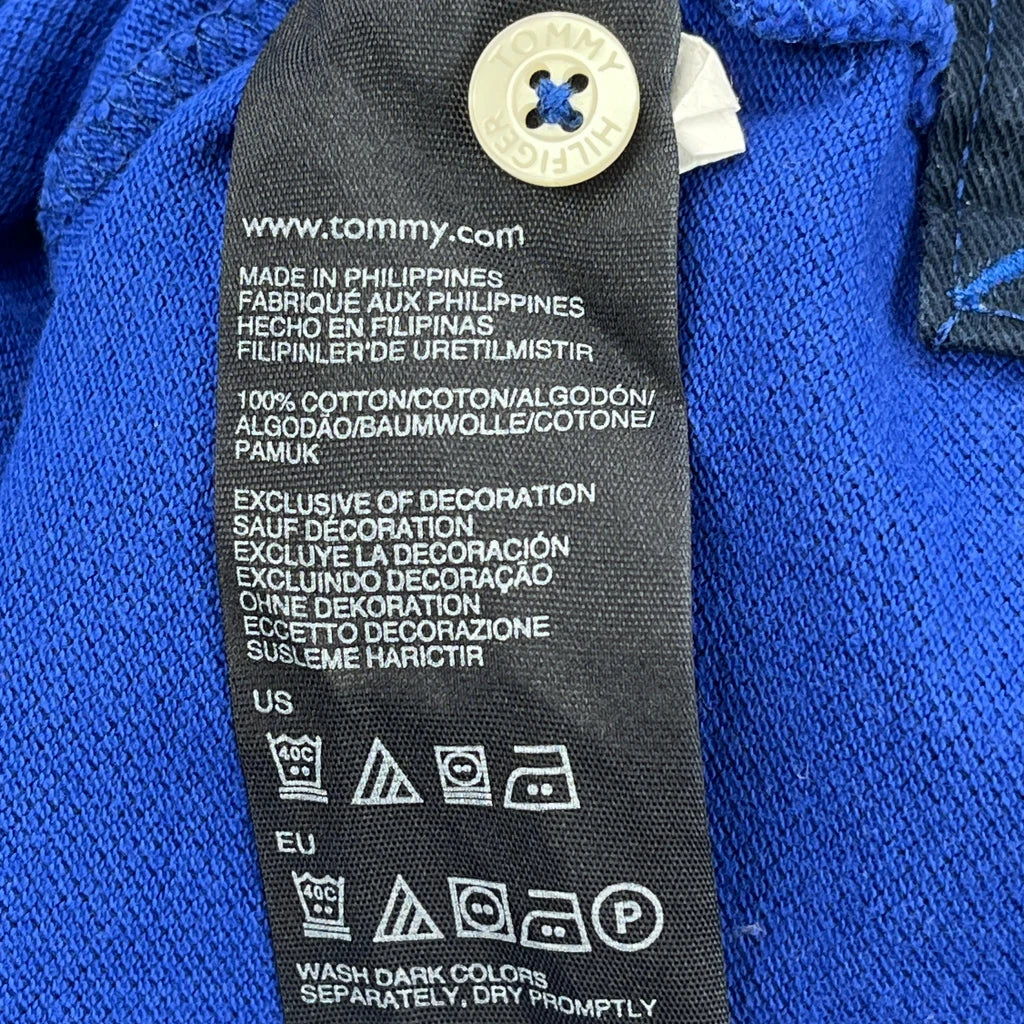 TOMMY
HILFIGER
www.tommy.com
MADE IN PHILIPPINES
FABRIQUÉ AUX PHILIPPINES
HECHO EN FILIPINAS
FILIPINLER'DE URETILMISTIR
100% COTTON/COTON/ALGODÓN/
ALGODÃO/BAUMWOLLE/COTONE/
PAMUK
EXCLUSIVE OF DECORATION
SAUF DÉCORATION
EXCLUYE LA DECORACIÓN
EXCLUINDO DECORAÇÃO
OHNE DEKORATION
ECCETTO DECORAZIONE
SUSLEME HARICTIR
US
40C
EU
40C P
WASH DARK COLORS
SEPARATELY, DRY PROMPTLY